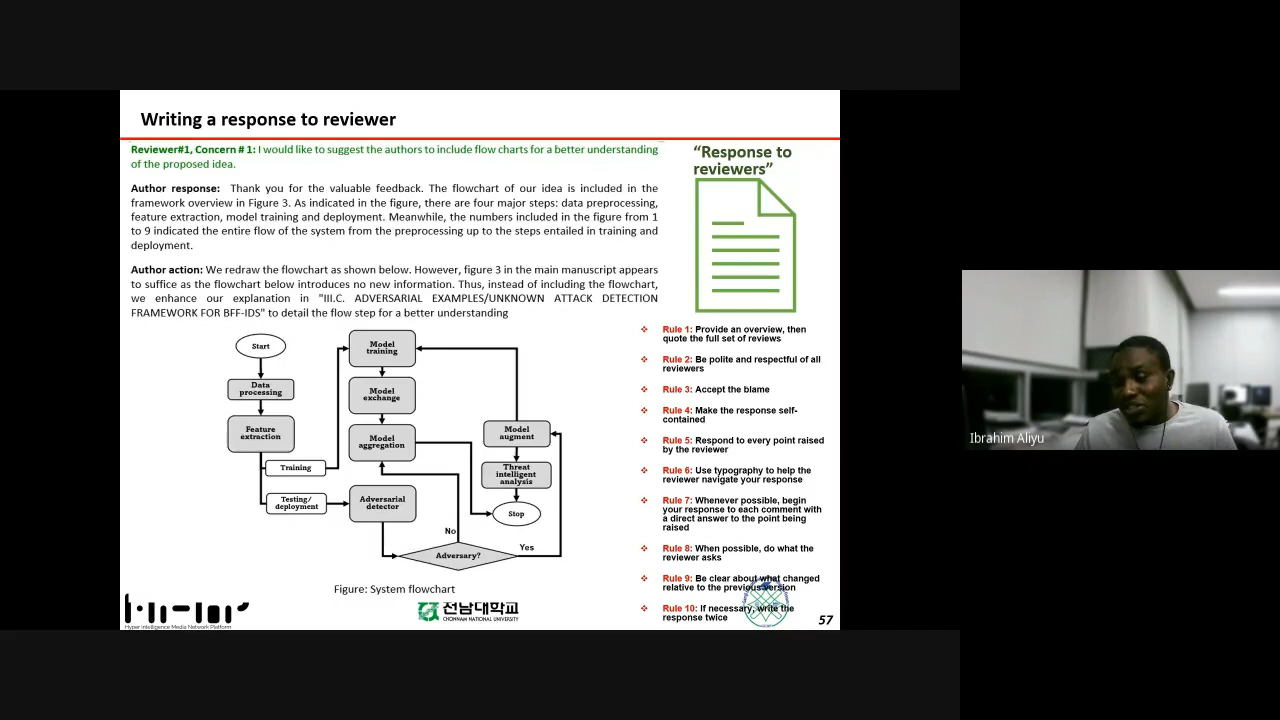 Writing a response to reviewer
Reviewer#1, Concern # 1: I would like to suggest the authors to include flow charts for a better understanding
of the proposed idea.
Author response: Thank you for the valuable feedback. The flowchart of our idea is included in the
framework overview in Figure 3. As indicated in the figure, there are four major steps: data preprocessing,
feature extraction, model training and deployment. Meanwhile, the numbers included in the figure from 1
to 9 indicated the entire flow of the system from the preprocessing up to the steps entailed in training and
deployment.
Author action: We redraw the flowchart as shown below. However, figure 3 in the main manuscript appears
to suffice as the flowchart below introduces no new information. Thus, instead of including the flowchart,
we enhance our explanation in "III.C. ADVERSARIAL EXAMPLES/UNKNOWN ATTACK DETECTION
FRAMEWORK FOR BFF-IDS" to detail the flow step for a better understanding
Start
Data
processing
Feature
extraction
Training
Testing/
deployment
Model
training
Model
exchange
Model
aggregation
Adversarial
detector
Adversary?
No
Yes
Model
augment
Threat
intelligent
analysis
Stop
Figure: System flowchart
“Response to
reviewers”
Rule 1: Provide an overview, then
quote the full set of reviews
Rule 2: Be polite and respectful of all
reviewers
Rule 3: Accept the blame
Rule 4: Make the response self-
contained
Rule 5: Respond to every point raised
by the reviewer
Rule 6: Use typography to help the
reviewer navigate your response
Rule 7: Whenever possible, begin
your response to each comment with
a direct answer to the point being
raised
Rule 8: When possible, do what the
reviewer asks
Rule 9: Be clear about what changed
relative to the previous version
Rule 10: If necessary, write the
response twice
Hyper Intelligence Media Network Platform
전남대학교
CHONNAM NATIONAL UNIVERSITY
57
Ibrahim Aliyu